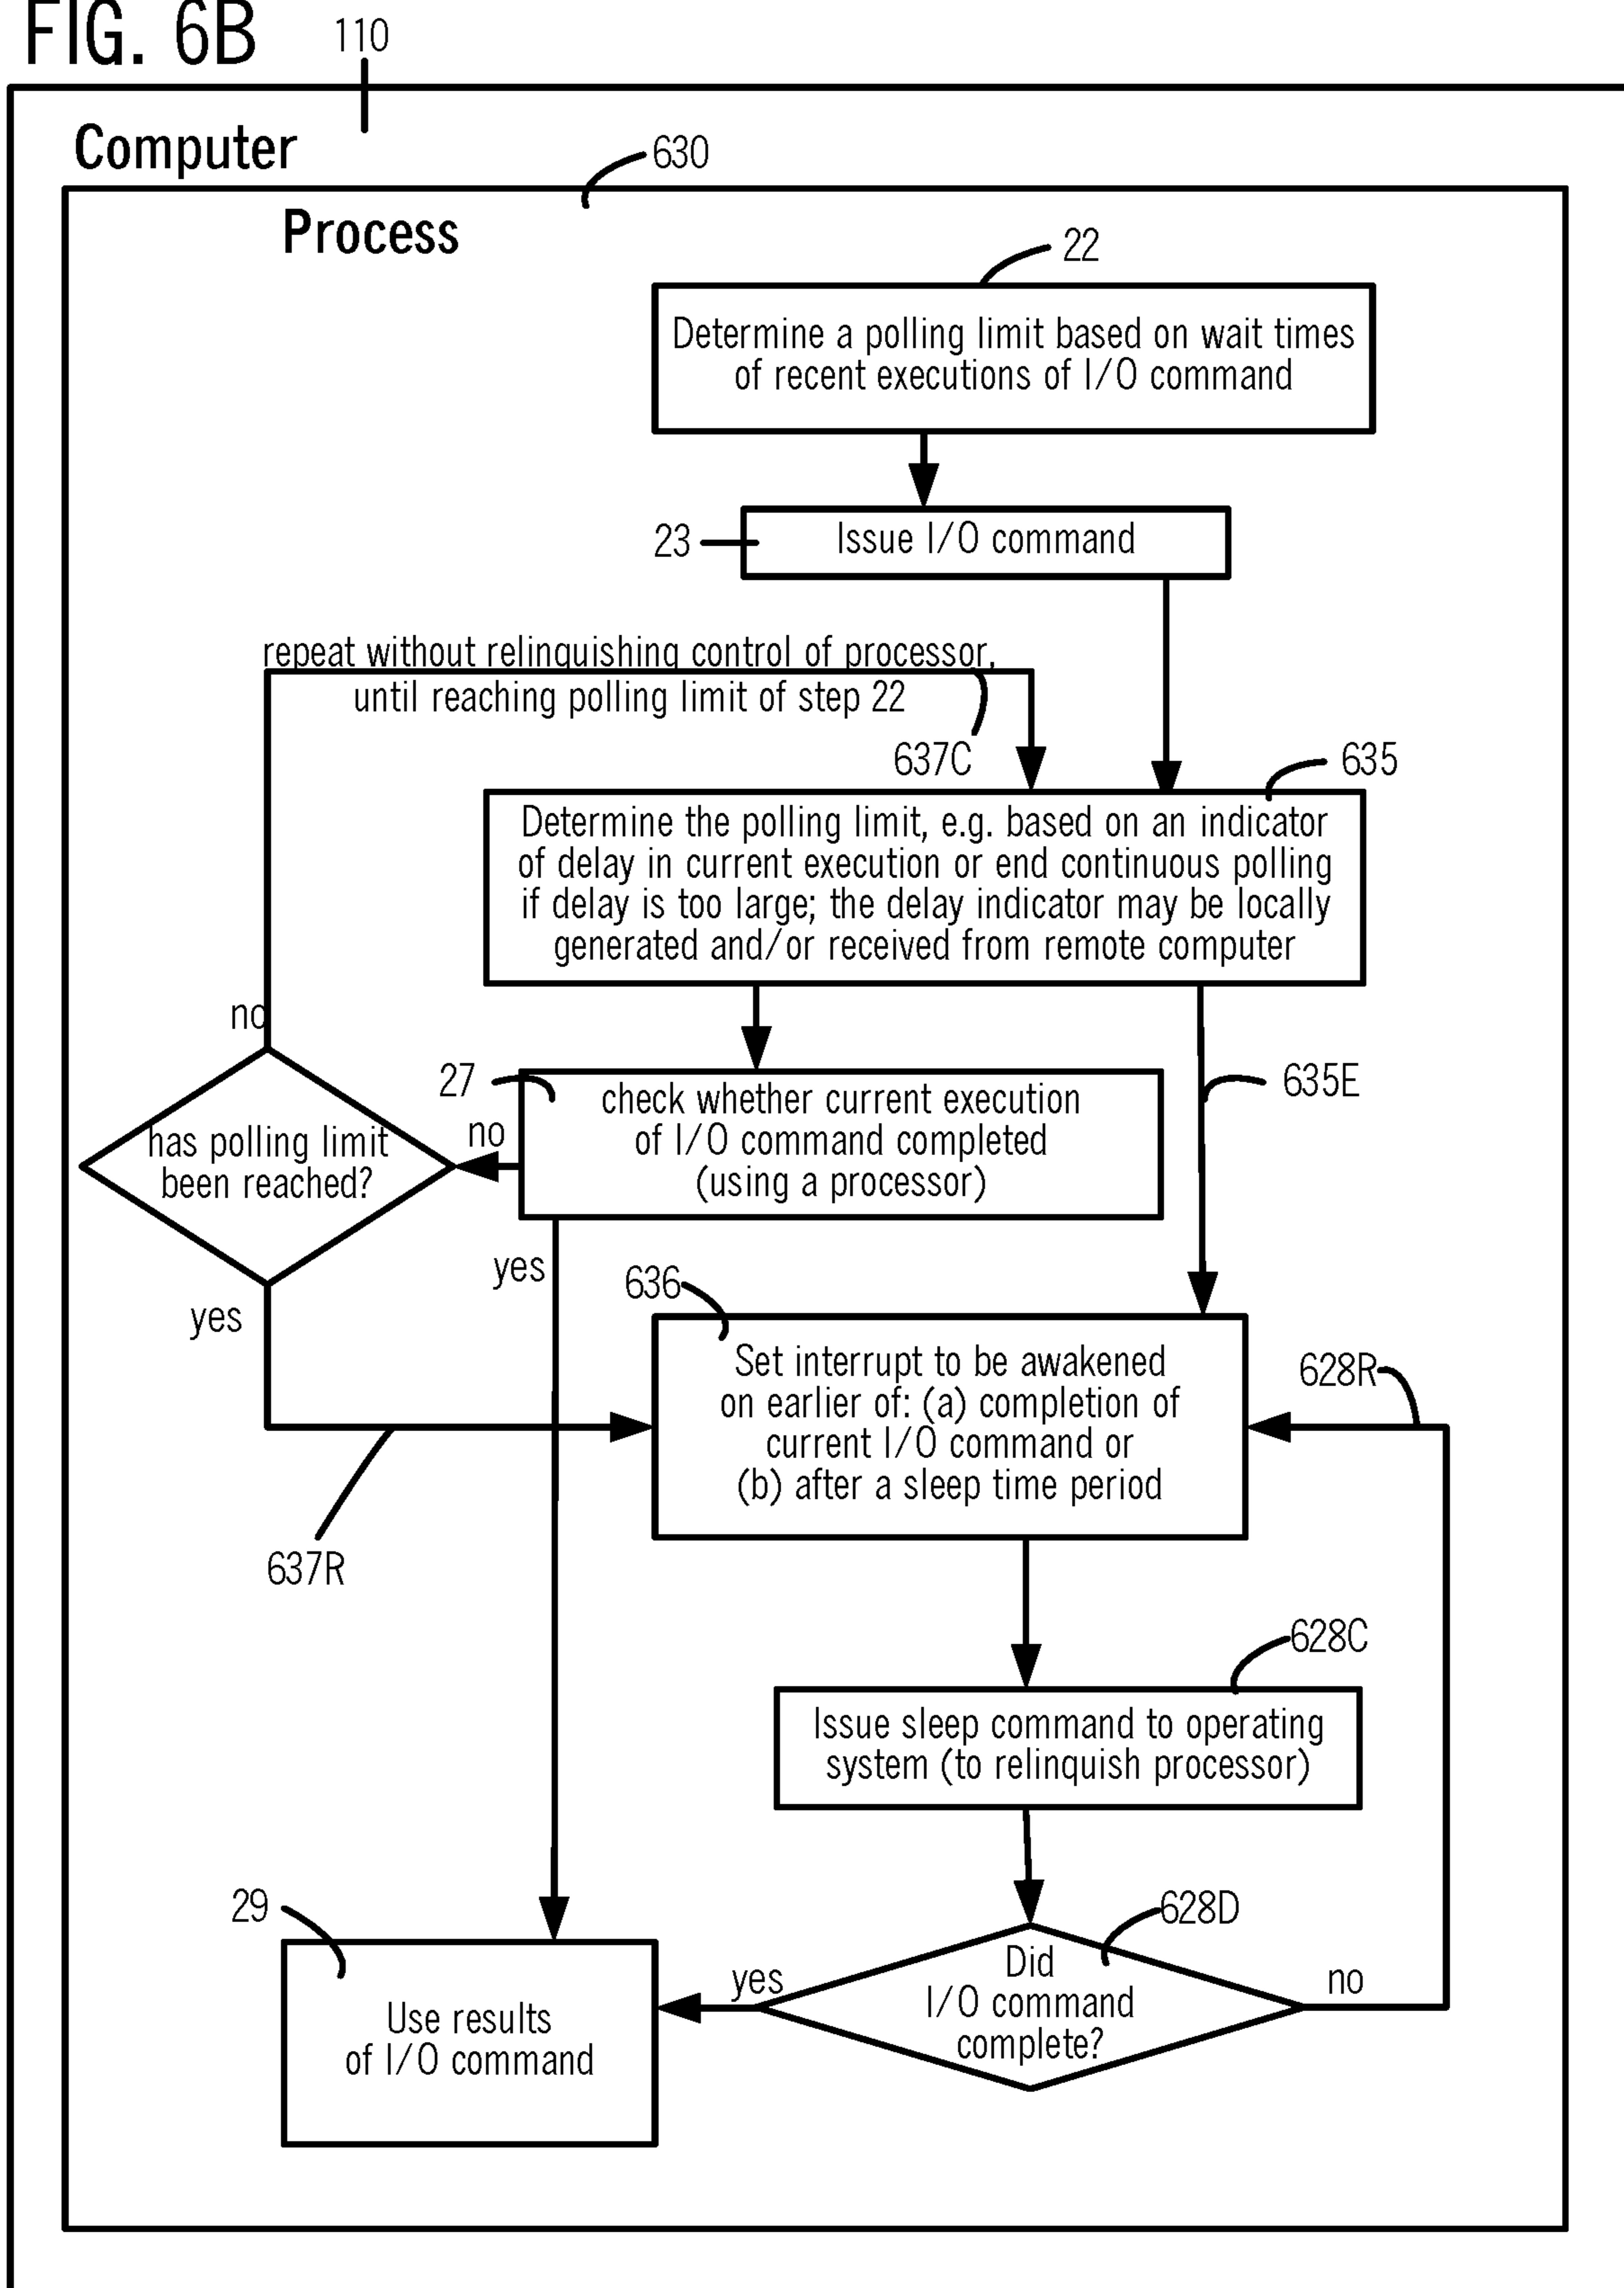 FIG. 6B
110
Computer
630
Process
22
Determine a polling limit based on wait times
of recent executions of I/O command
23
Issue I/O command
repeat without relinquishing control of processor,
until reaching polling limit of step 22
637C
635
Determine the polling limit, e.g. based on an indicator
of delay in current execution or end continuous polling
if delay is too large; the delay indicator may be locally
generated and/or received from remote computer
no
27
635E
check whether current execution
of I/O command completed
(using a processor)
no
has polling limit
been reached?
yes
yes
636
Set interrupt to be awakened
on earlier of: (a) completion of
current I/O command or
(b) after a sleep time period
628R
637R
628C
Issue sleep command to operating
system (to relinquish processor)
29
628D
Did
I/O command
complete?
yes
no
Use results
of I/O command